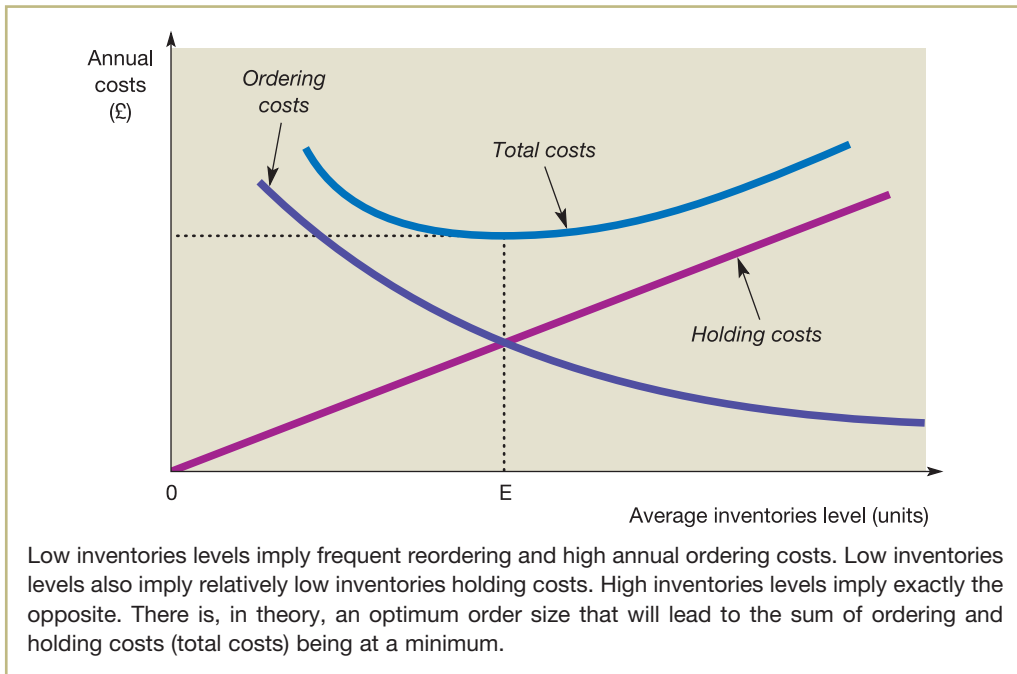 Annual
costs
(£)
Ordering
costs
Total costs
Holding costs
0
E
Average inventories level (units)
Low inventories levels imply frequent reordering and high annual ordering costs. Low inventories
levels also imply relatively low inventories holding costs. High inventories levels imply exactly the
opposite. There is, in theory, an optimum order size that will lead to the sum of ordering and
holding costs (total costs) being at a minimum.